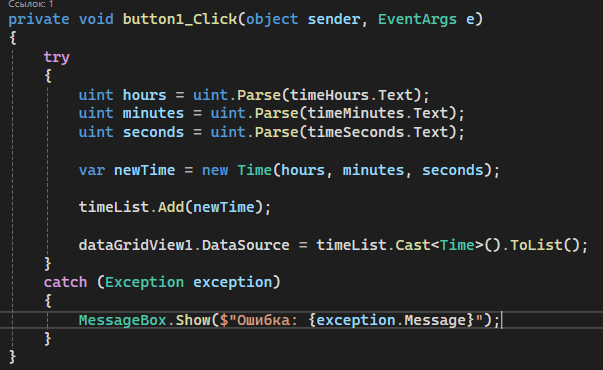 Ссылок: 1
private void button1_Click(object sender, EventArgs e)
{
    try
    {
        uint hours = uint.Parse(timeHours.Text);
        uint minutes = uint.Parse(timeMinutes.Text);
        uint seconds = uint.Parse(timeSeconds.Text);

        var newTime = new Time(hours, minutes, seconds);

        timeList.Add(newTime);

        dataGridView1.DataSource = timeList.Cast<Time>().ToList();
    }
    catch (Exception exception)
    {
        MessageBox.Show($"Ошибка: {exception.Message}");
    }
}